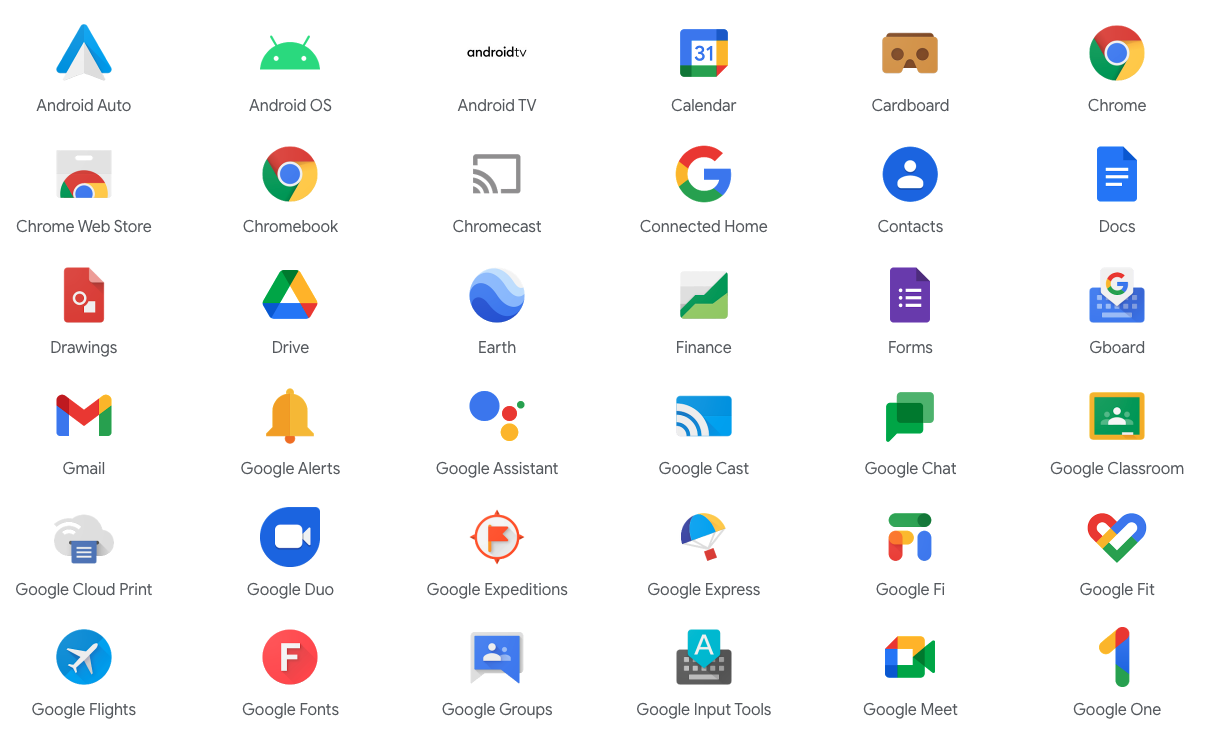 androidtv
Android Auto
Android OS
Android TV
31
Calendar
Cardboard
Chrome
Chrome Web Store
Chromebook
Chromecast
G
Connected Home
Contacts
Docs
Drawings
Drive
Earth
Finance
Forms
G
Gboard
M
Gmail
Google Alerts
Google Assistant
Google Cast
Google Chat
Google Classroom
Google Cloud Print
Google Duo
Google Expeditions
Google Express
Fi
Google Fi
Google Fit
Google Flights
F
Google Fonts
Google Groups
A
Google Input Tools
Google Meet
1
Google One